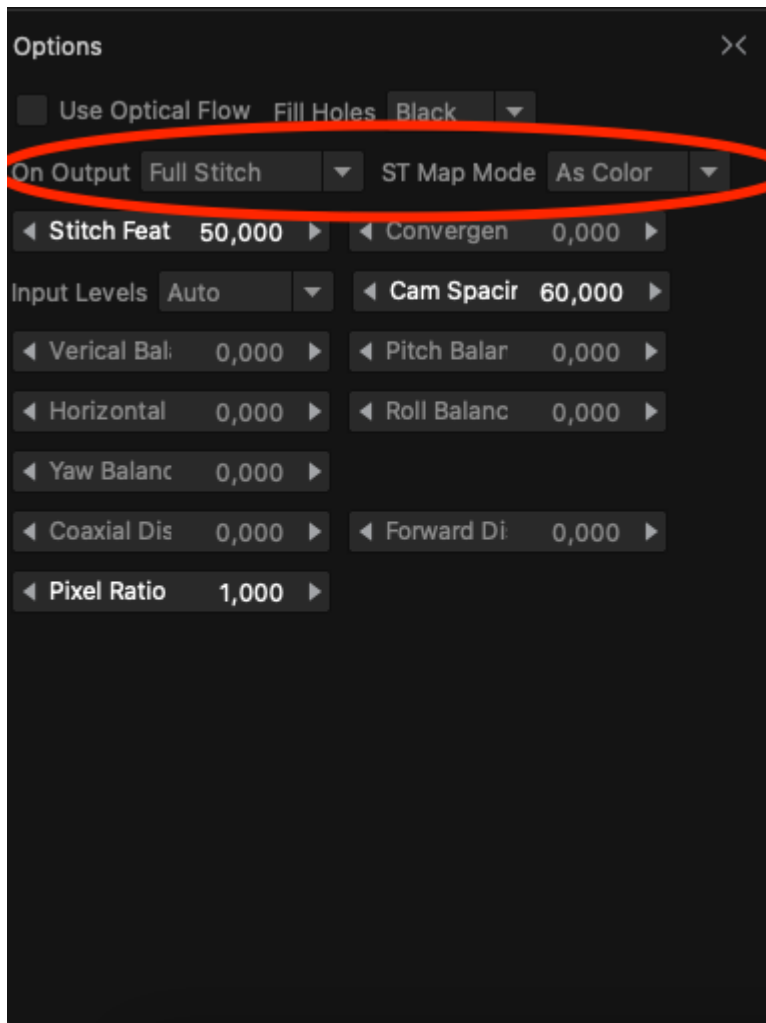 Options
Use Optical Flow Fill Holes Black
On Output Full Stitch ST Map Mode As Color
Stitch Feat 50,000 Convergen 0,000
Input Levels Auto Cam Spacir 60,000
Verical Bal 0,000 Pitch Balar 0,000
Horizontal 0,000 Roll Balanc 0,000
Yaw Balanc 0,000
Coaxial Dis 0,000 Forward Di 0,000
Pixel Ratio 1,000